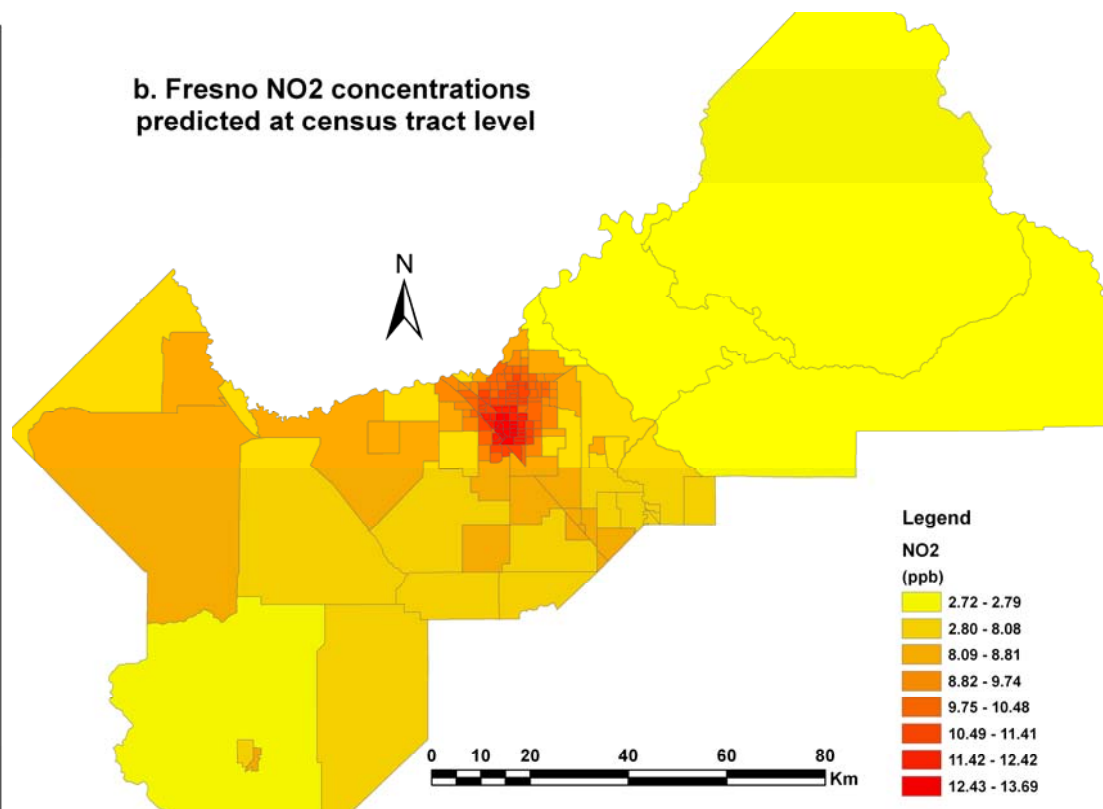 b. Fresno NO2 concentrations
predicted at census tract level
N
Legend
NO2
(ppb)
2.72 - 2.79
2.80 - 8.08
8.09 - 8.81
8.82 - 9.74
9.75 - 10.48
10.49 - 11.41
11.42 - 12.42
12.43 - 13.69
0 10 20 40 60 80
Km